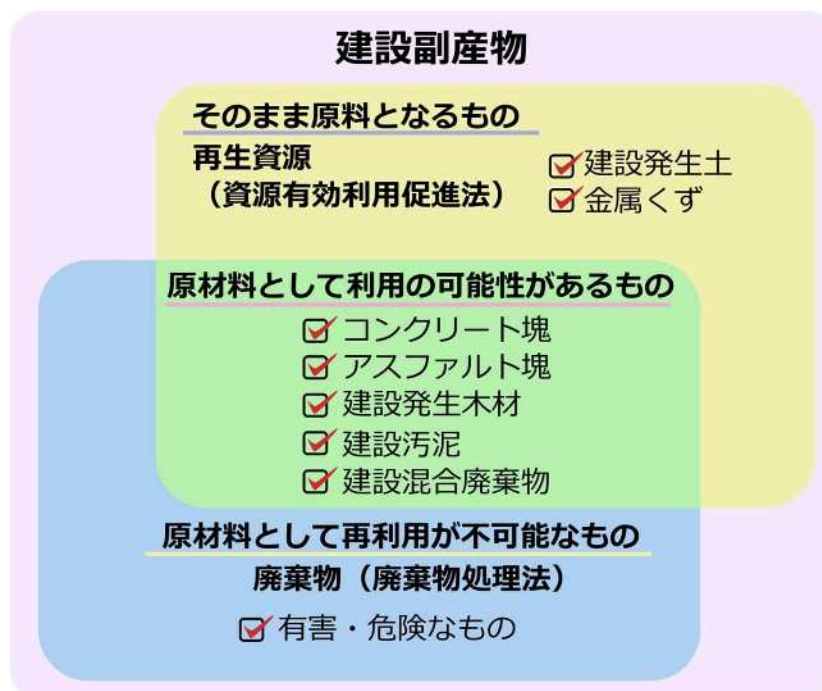 建設副産物
そのまま原料となるもの
再生資源
（資源有効利用促進法）
建設発生土
金属くず
原材料として利用の可能性があるもの
コンクリート塊
アスファルト塊
建設発生木材
建設汚泥
建設混合廃棄物
原材料として再利用が不可能なもの
廃棄物（廃棄物処理法）
有害・危険なもの